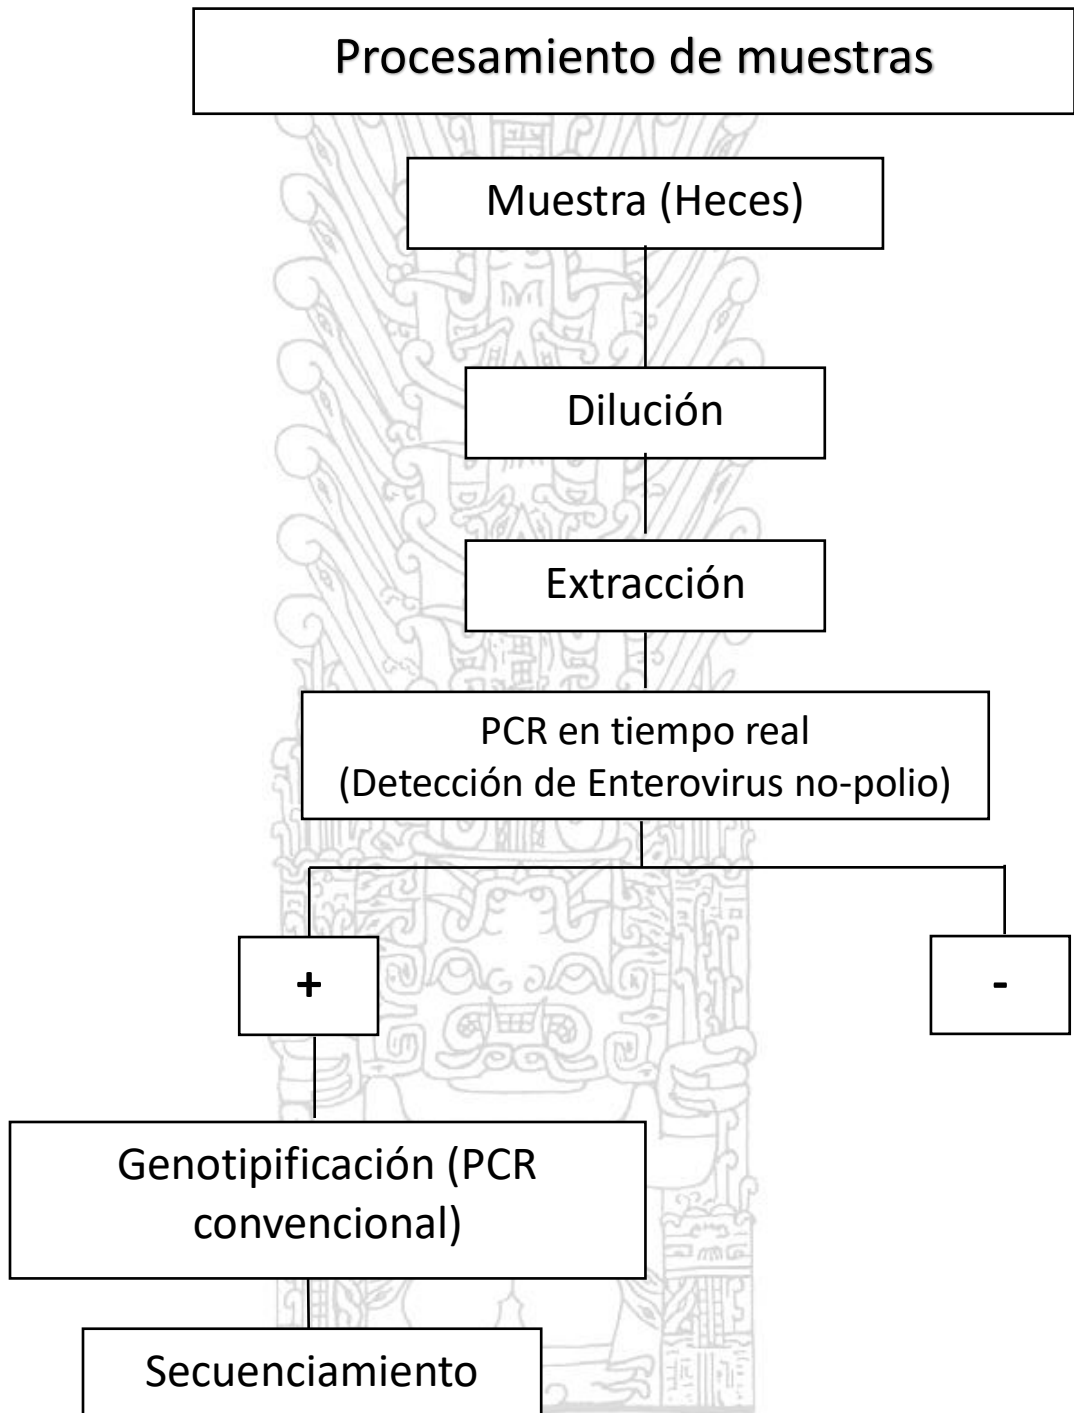 Procesamiento de muestras
Muestra (Heces)
Dilución
Extracción
PCR en tiempo real
(Detección de Enterovirus no-polio)
+
-
Genotipificación (PCR
convencional)
Secuenciamiento